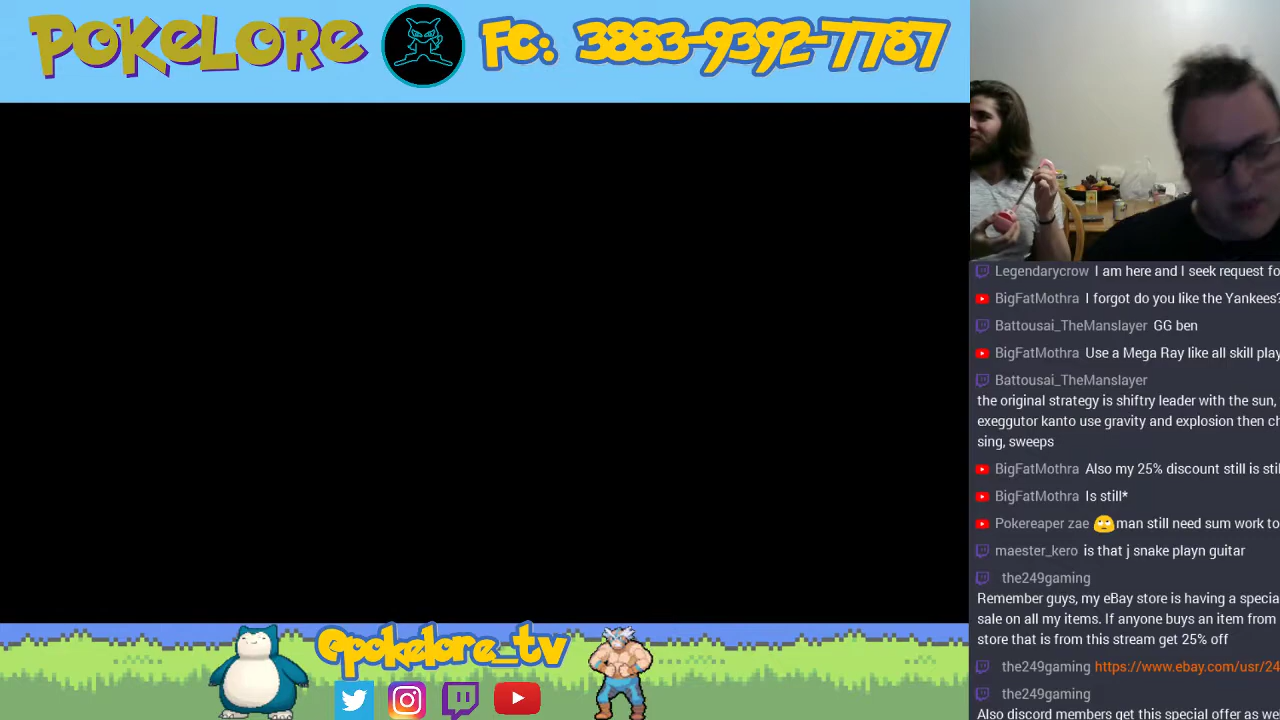 POKELORE
FC: 3883-9392-7787
Legendarycrow I am here and I seek request fo
BigFatMothra I forgot do you like the Yankees?
Battousai_TheManslayer GG ben
BigFatMothra Use a Mega Ray like all skill play
Battousai_TheManslayer
the original strategy is shiftry leader with the sun,
exeggutor kanto use gravity and explosion then ch
sing, sweeps
BigFatMothra Also my 25% discount still is stil
BigFatMothra Is still*
Pokereaper zae 🙄man still need sum work to
maester_kero is that j snake playn guitar
the249gaming
Remember guys, my eBay store is having a specia
sale on all my items. If anyone buys an item from
store that is from this stream get 25% off
the249gaming https://www.ebay.com/usr/24
the249gaming
Also discord members get this special offer as we
@pokelore_tv